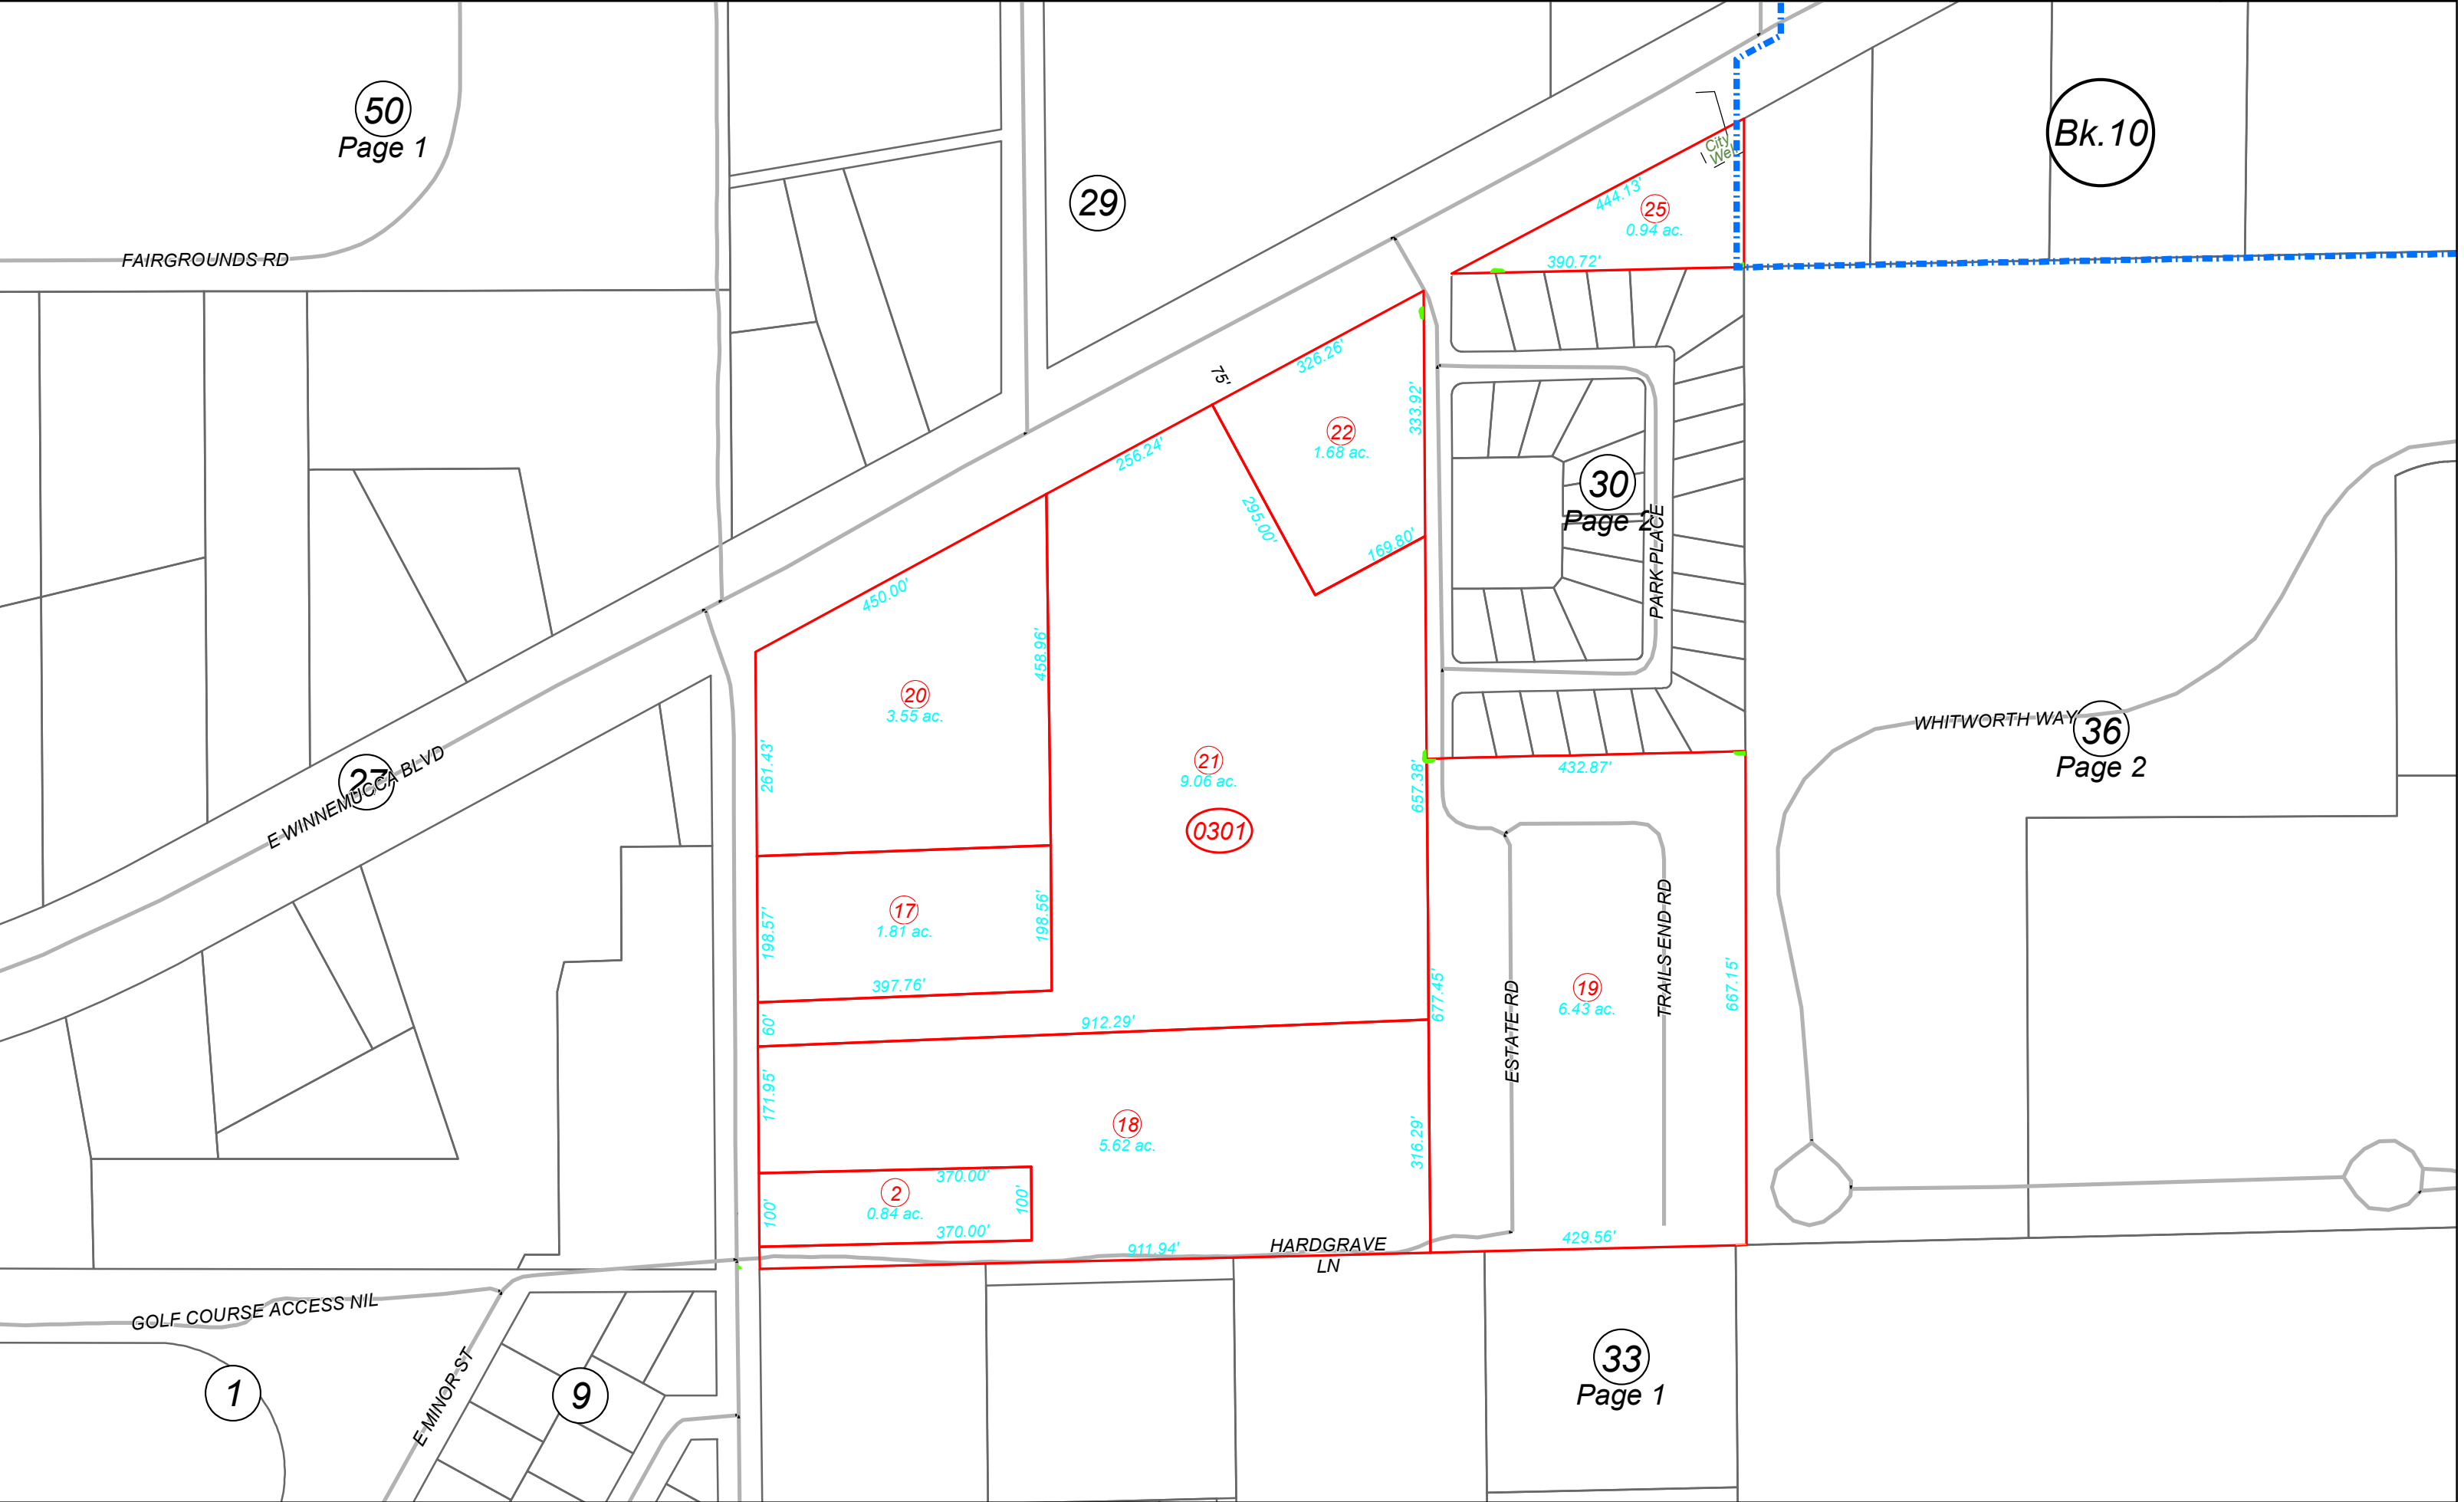 50
Page 1
Bk.10
City
Well
29
444.13'
25
0.94 ac.
FAIRGROUNDS RD
390.72'
326.26'
75'
333.92'
22
1.68 ac.
256.24'
30
Page 2
295.00'
169.80'
PARK PLACE
450.00'
458.96'
20
3.55 ac.
261.43'
21
9.06 ac.
0301
657.38'
432.87'
WHITWORTH WAY
36
Page 2
27
E WINNEMUCCA BLVD
17
1.81 ac.
198.57'
198.56'
397.76'
60'
912.29'
677.45'
ESTATE RD
19
6.43 ac.
TRAILS END RD
667.15'
171.95'
18
5.62 ac.
316.29'
370.00'
2
0.84 ac.
100'
100'
370.00'
911.94'
HARDGRAVE
LN
429.56'
GOLF COURSE ACCESS NIL
E MINOR ST
1
9
33
Page 1